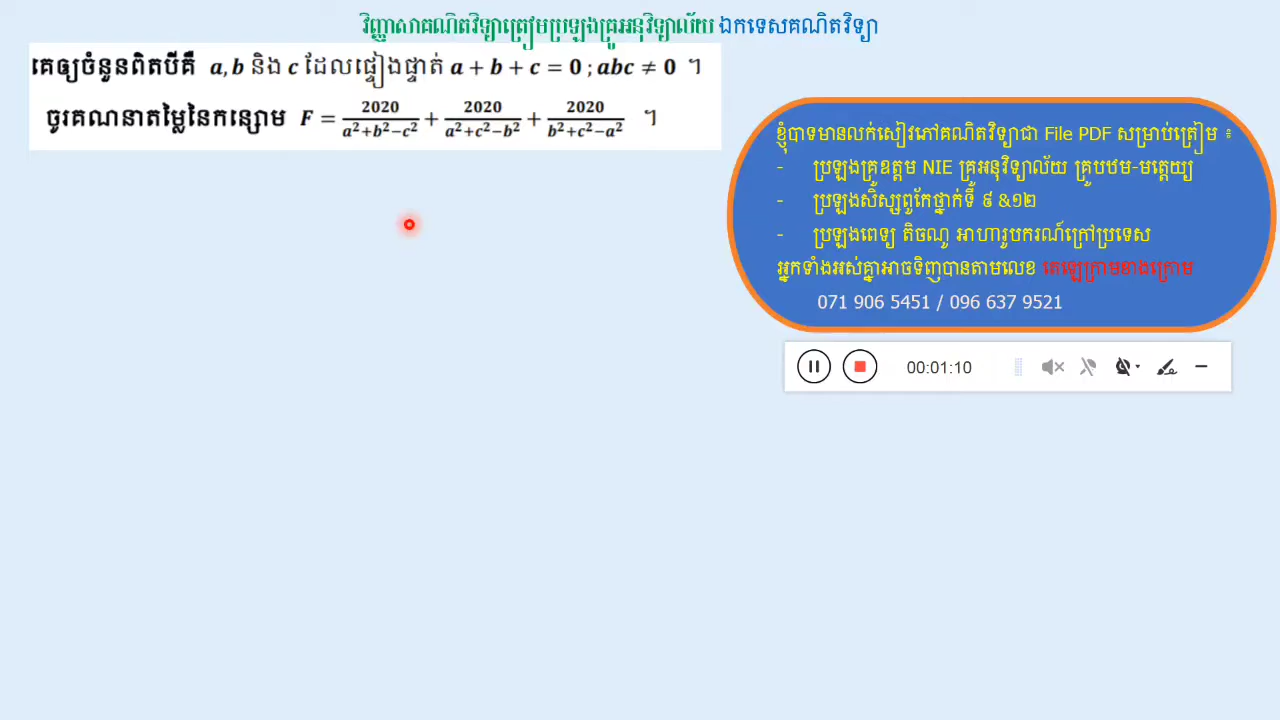 វិញ្ញាសាគណិតវិទ្យាត្រៀមប្រឡងគ្រូអនុវិទ្យាល័យ ឯកទេសគណិតវិទ្យា
គេឲ្យចំនួនពិតបីគឺ a, b និង c ដែលផ្ទៀងផ្ទាត់ a + b + c = 0 ; abc ≠ 0 ។
ចូរគណនាតម្លៃនៃកន្សោម F = 2020/(a²+b²−c²) + 2020/(a²+c²−b²) + 2020/(b²+c²−a²) ។
ខ្ញុំបាទមានលក់សៀវភៅគណិតវិទ្យាជា File PDF សម្រាប់ត្រៀម ៖
- ប្រឡងគ្រូឧត្តម NIE គ្រូអនុវិទ្យាល័យ គ្រូបឋម-មត្តេយ្យ
- ប្រឡងសិស្សពូកែថ្នាក់ទី ៩ &១២
- ប្រឡងពេទ្យ តិចណូ អាហារូបករណ៍ក្រៅប្រទេស
អ្នកទាំងអស់គ្នាអាចទិញបានតាមលេខ តេឡេក្រាមខាងក្រោម
071 906 5451 / 096 637 9521
00:01:10